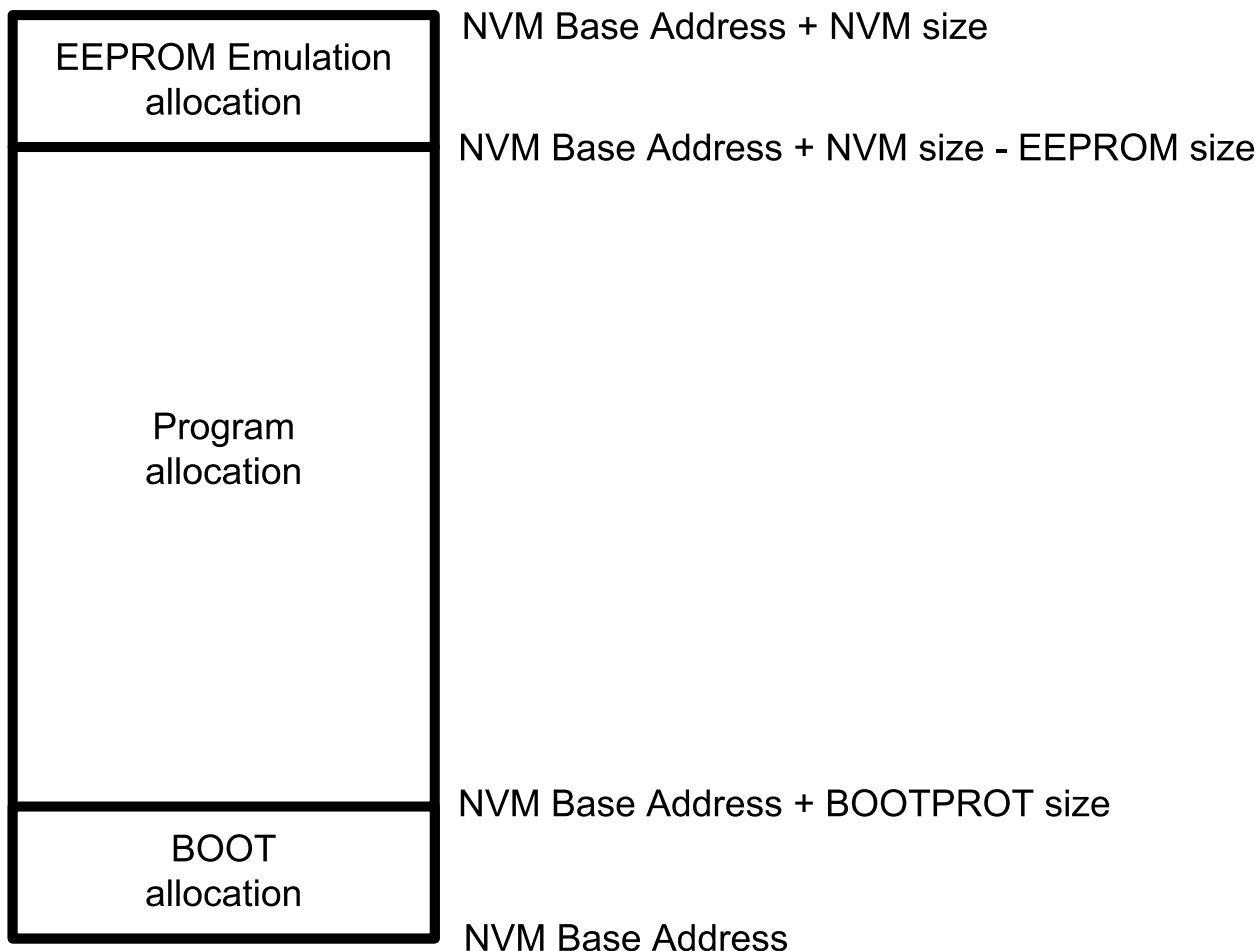 NVM Base Address + NVM size
EEPROM Emulation
allocation
NVM Base Address + NVM size - EEPROM size
Program
allocation
NVM Base Address + BOOTPROT size
BOOT
allocation
NVM Base Address